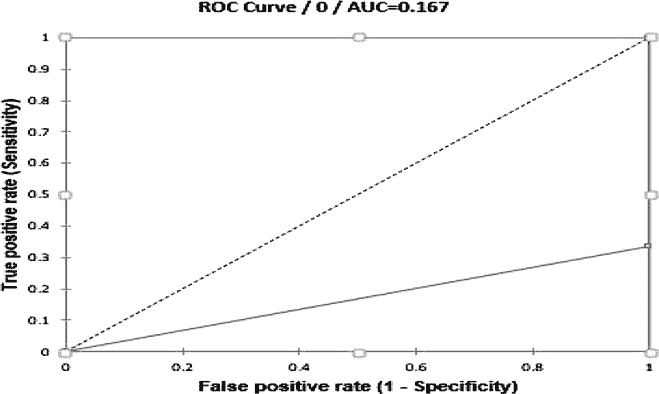 ROC Curve / 0 / AUC=0.167
True positive rate (Sensitivity)
1
0.9
0.8
0.7
0.6
0.5
0.4
0.3
0.2
0.1
0
0 0.2 0.4 0.6 0.8 1
False positive rate (1 - Specificity)